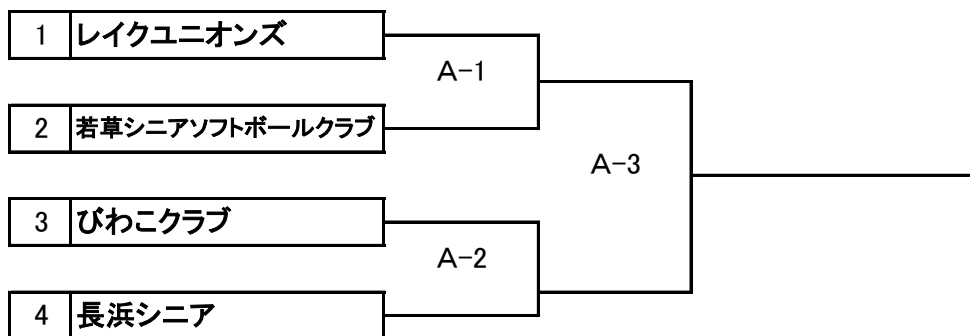 1 レイクユニオンズ
A-1
2 若草シニアソフトボールクラブ
A-3
3 びわこクラブ
A-2
4 長浜シニア